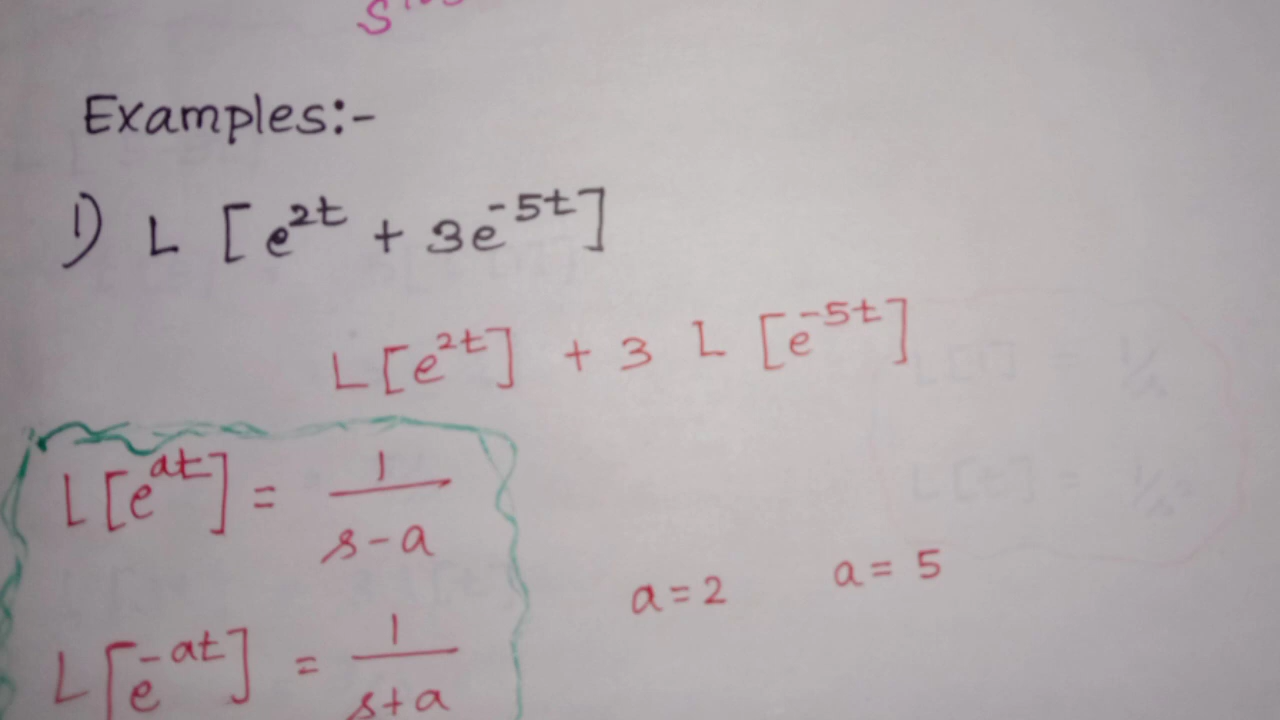 Examples:-
1) L [e^{2t} + 3e^{-5t}]
L[e^{2t}] + 3 L [e^{-5t}]
L[e^{at}] = 1/(s-a)
a=2 a=5
L[e^{-at}] = 1/(s+a)